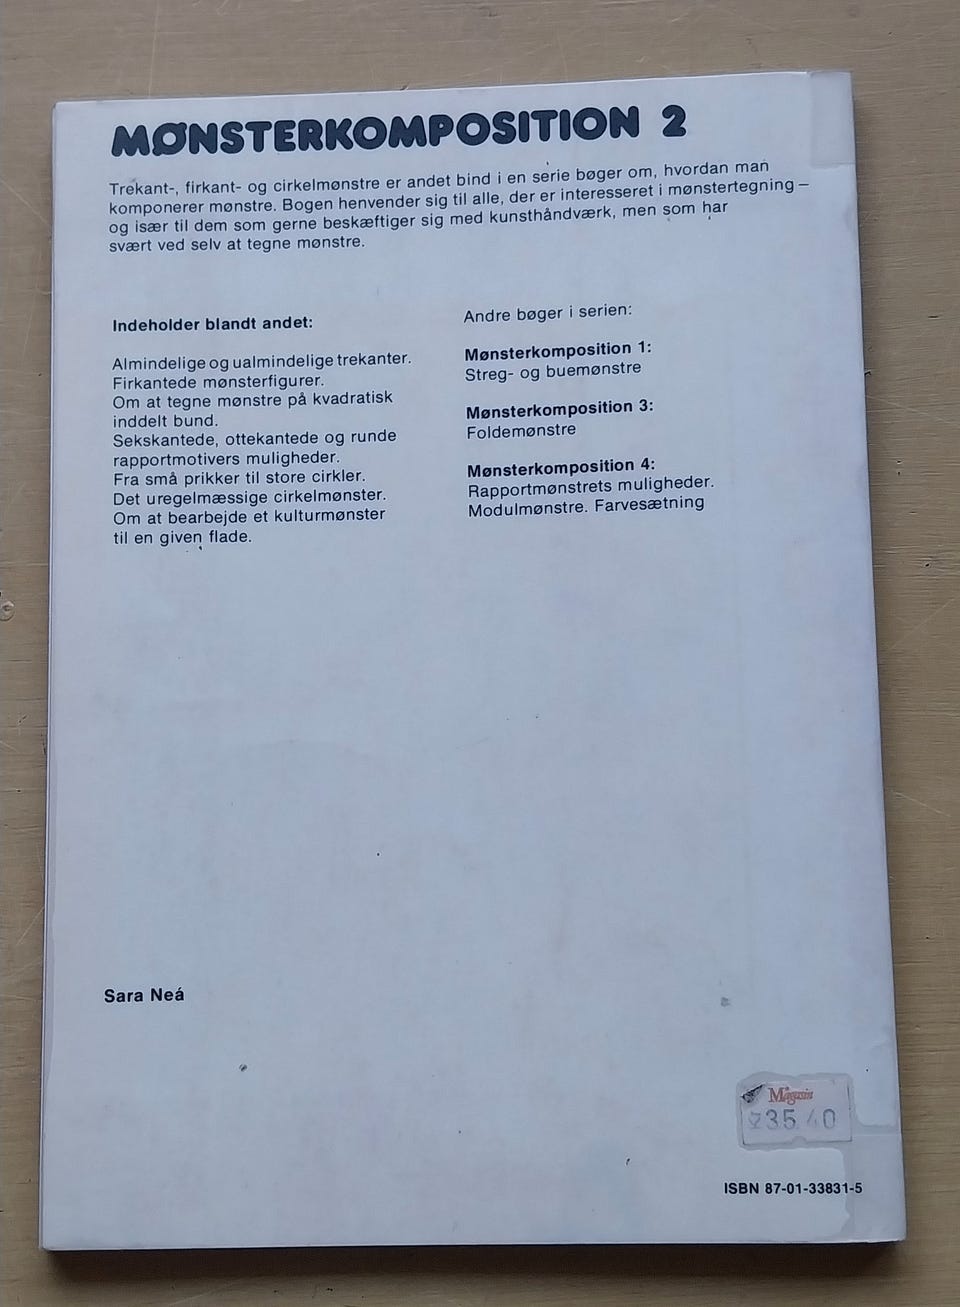 MØNSTERKOMPOSITION 2
Trekant-, firkant- og cirkelmønstre er andet bind i en serie bøger om, hvordan man
komponerer mønstre. Bogen henvender sig til alle, der er interesseret i mønstertegning –
og især til dem som gerne beskæftiger sig med kunsthåndværk, men som har
svært ved selv at tegne mønstre.
Indeholder blandt andet:
Almindelige og ualmindelige trekanter.
Firkantede mønsterfigurer.
Om at tegne mønstre på kvadratisk
inddelt bund.
Sekskantede, ottekantede og runde
rapportmotivers muligheder.
Fra små prikker til store cirkler.
Det uregelmæssige cirkelmønster.
Om at bearbejde et kulturmønster
til en given flade.
Andre bøger i serien:
Mønsterkomposition 1:
Streg- og buemønstre
Mønsterkomposition 3:
Foldemønstre
Mønsterkomposition 4:
Rapportmønstrets muligheder.
Modulmønstre. Farvesætning
Sara Neá
Magasin
ISBN 87-01-33831-5